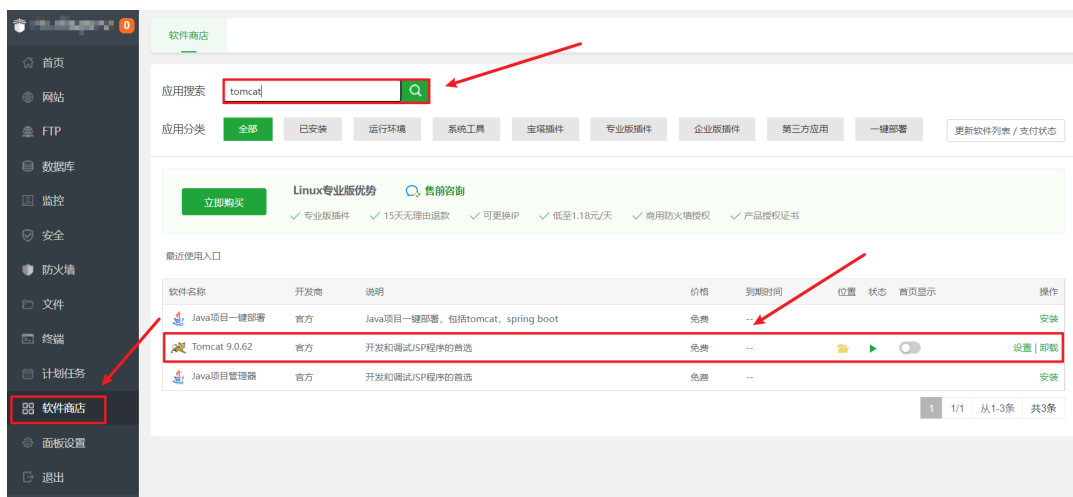 0
首页
网站
FTP
数据库
监控
安全
防火墙
文件
终端
计划任务
软件商店
面板设置
退出
软件商店
应用搜索 tomcat
应用分类 全部 已安装 运行环境 系统工具 宝塔插件 专业版插件 企业版插件 第三方应用 一键部署 更新软件列表 / 支付状态
立即购买 Linux专业版优势 售前咨询
专业版插件 15天无理由退款 可更换IP 低至1.18元/天 商用防火墙授权 产品授权证书
最近使用入口
软件名称 开发商 说明 价格 到期时间 位置 状态 首页显示 操作
Java项目一键部署 官方 Java项目一键部署，包括tomcat，spring boot 免费 -- 安装
Tomcat 9.0.62 官方 开发和调试JSP程序的首选 免费 -- 设置 | 卸载
Java项目管理器 官方 开发和调试JSP程序的首选 免费 -- 安装
1 1/1 从1-3条 共3条